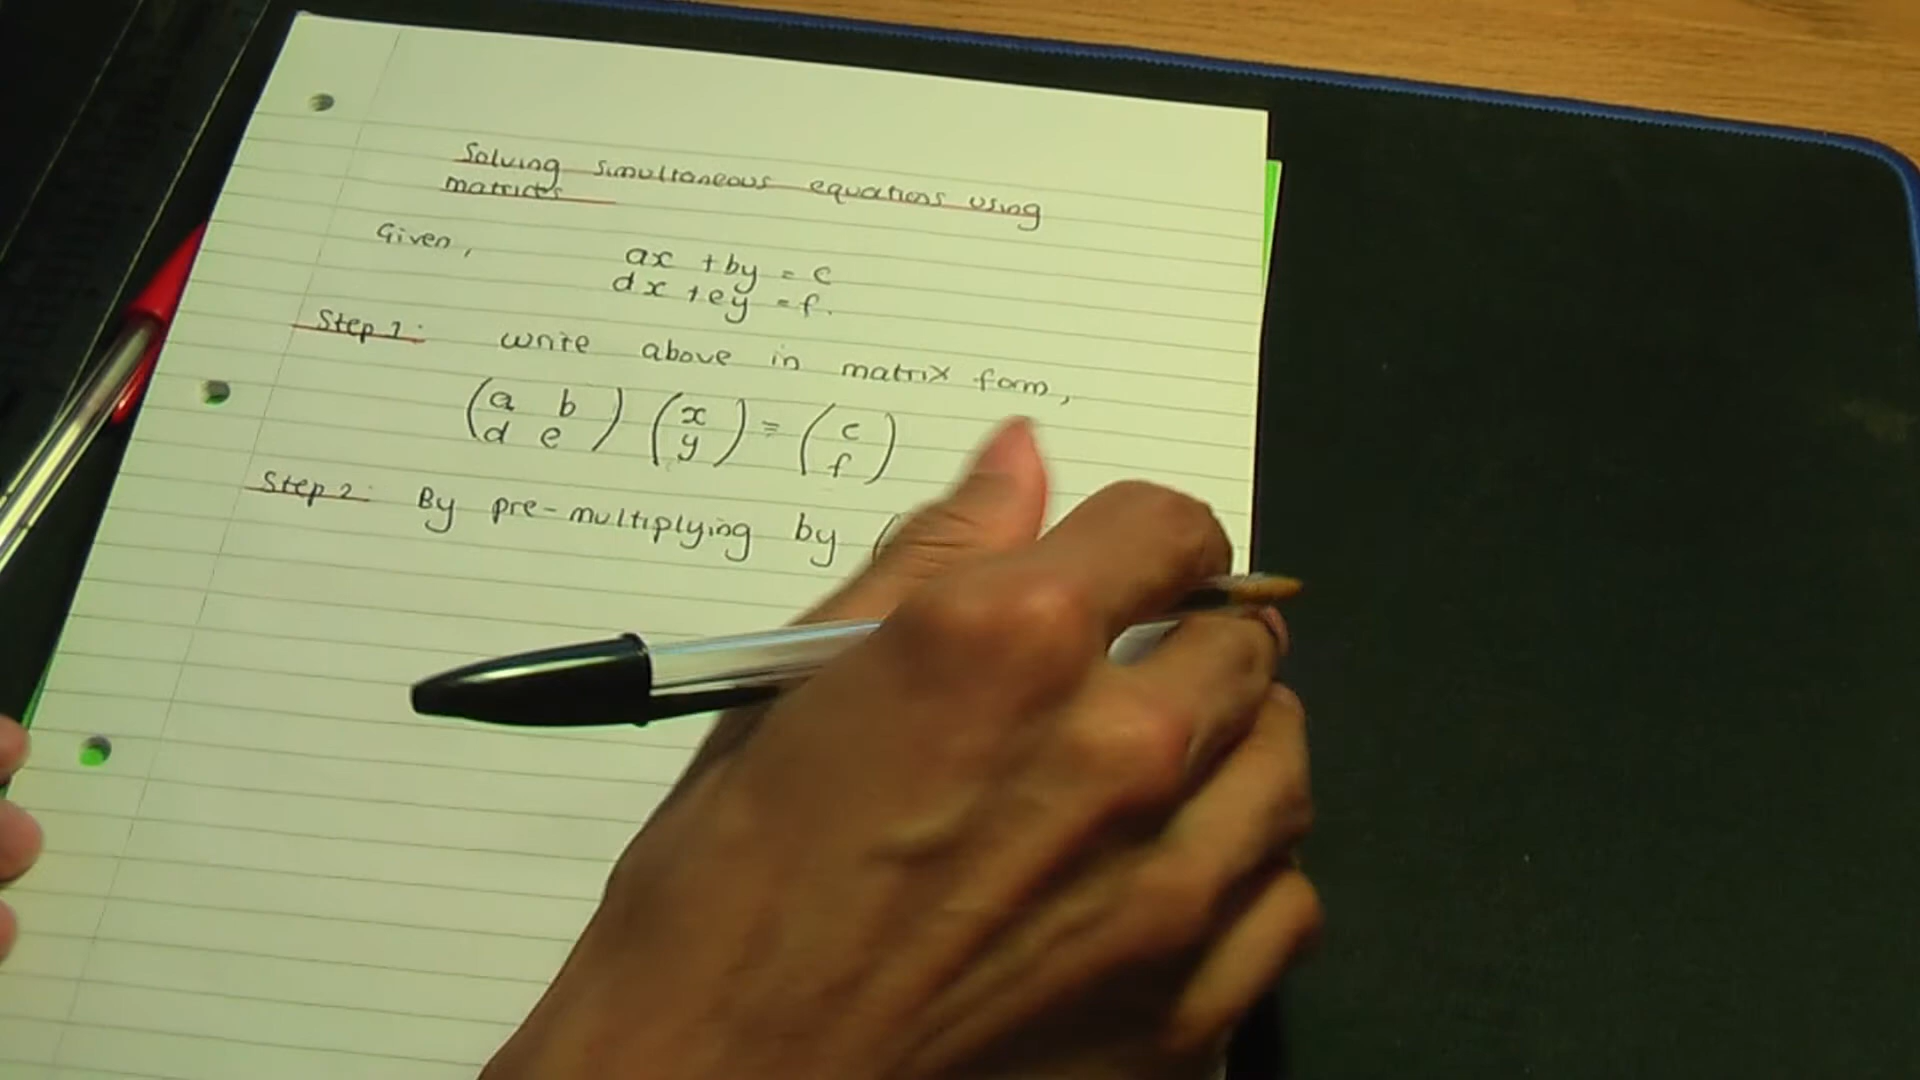 Solving simultaneous equations using
matrices
Given,
ax + by = c
dx + ey = f.
Step 1: write above in matrix form,
(a b) (x) = (c)
(d e) (y) (f)
Step 2: By pre-multiplying by (